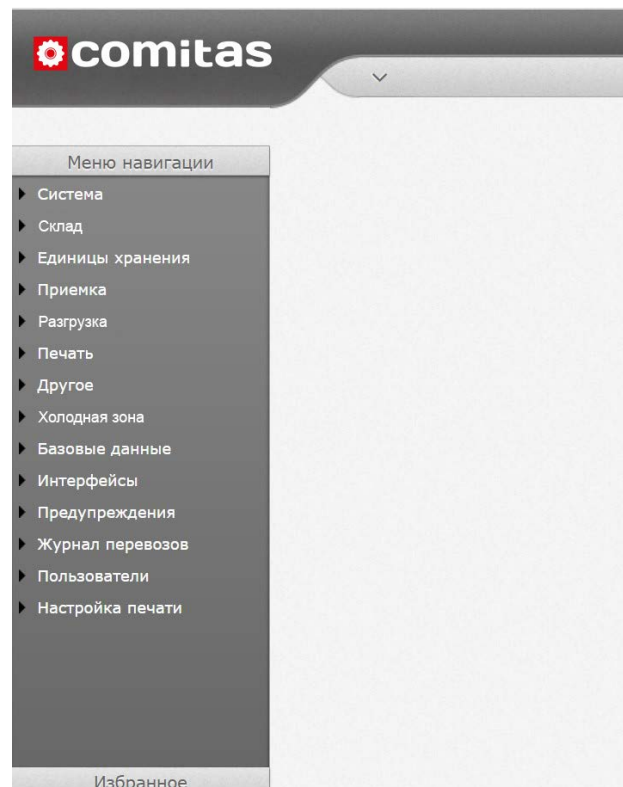 comitas
Меню навигации
Система
Склад
Единицы хранения
Приемка
Разгрузка
Печать
Другое
Холодная зона
Базовые данные
Интерфейсы
Предупреждения
Журнал перевозов
Пользователи
Настройка печати
Избранное